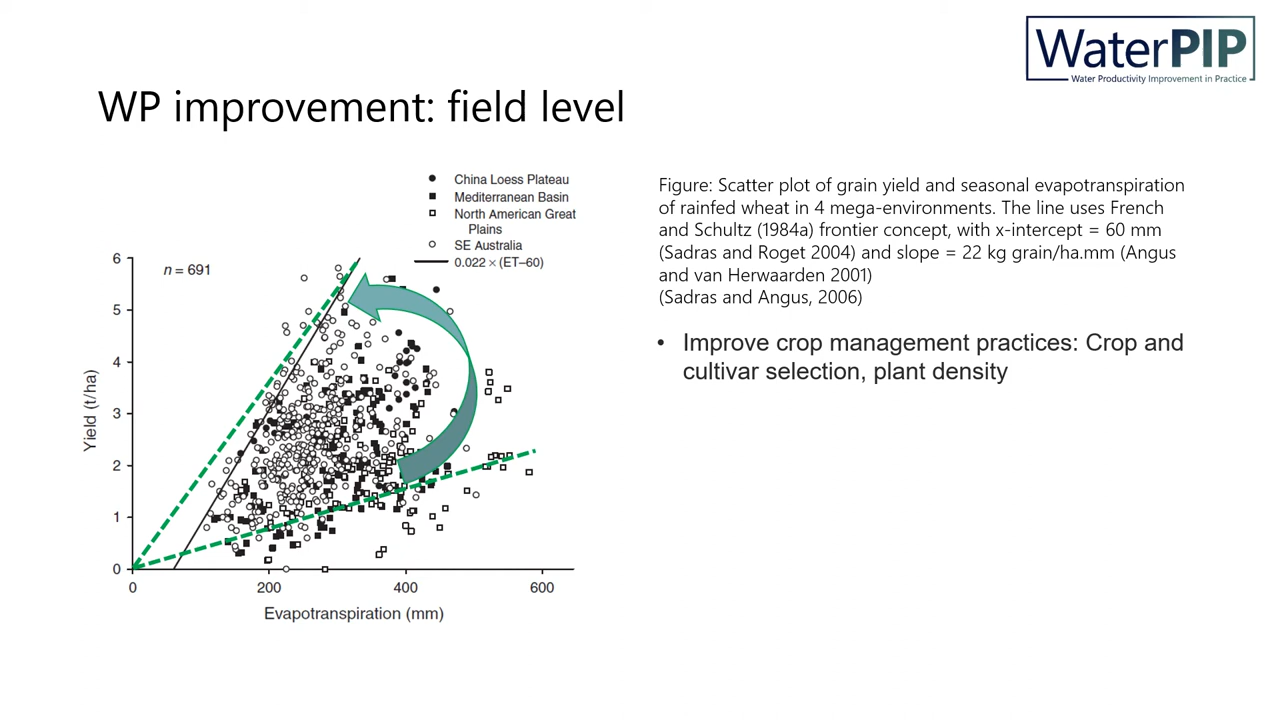 WaterPIP
Water Productivity Improvement in Practice
WP improvement: field level
China Loess Plateau
Mediterranean Basin
North American Great
Plains
SE Australia
0.022 × (ET–60)
n = 691
6
5
4
3
2
1
0
Yield (t/ha)
0
200
400
600
Evapotranspiration (mm)
Figure: Scatter plot of grain yield and seasonal evapotranspiration
of rainfed wheat in 4 mega-environments. The line uses French
and Schultz (1984a) frontier concept, with x-intercept = 60 mm
(Sadras and Roget 2004) and slope = 22 kg grain/ha.mm (Angus
and van Herwaarden 2001)
(Sadras and Angus, 2006)
• Improve crop management practices: Crop and
cultivar selection, plant density